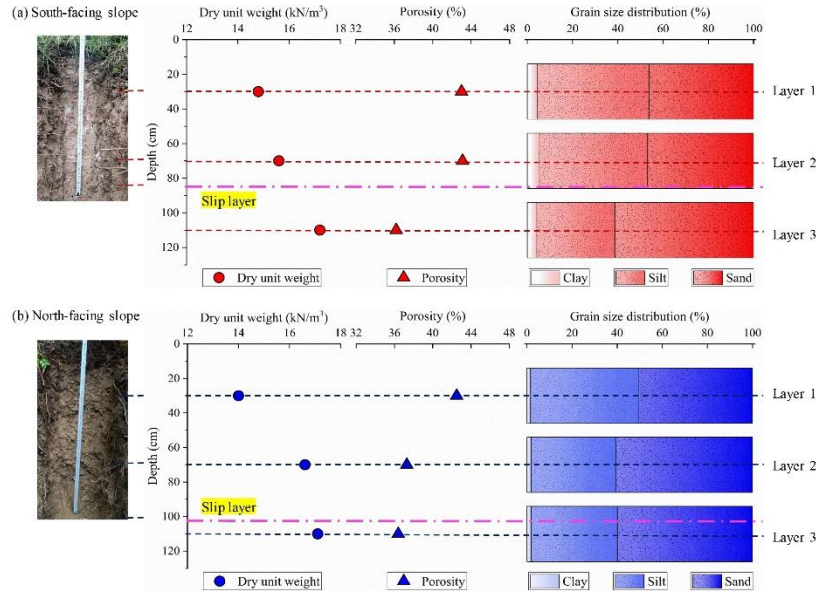 (a) South-facing slope
Dry unit weight (kN/m³) Porosity (%) Grain size distribution (%)
12 14 16 18 32 36 40 44 48 0 20 40 60 80 100
0
20
40
60
80
100
120
Depth (cm)
Layer 1
Layer 2
Slip layer
Layer 3
Dry unit weight Porosity Clay Silt Sand
(b) North-facing slope
Dry unit weight (kN/m³) Porosity (%) Grain size distribution (%)
12 14 16 18 32 36 40 44 48 0 20 40 60 80 100
0
20
40
60
80
100
120
Depth (cm)
Layer 1
Layer 2
Slip layer
Layer 3
Dry unit weight Porosity Clay Silt Sand